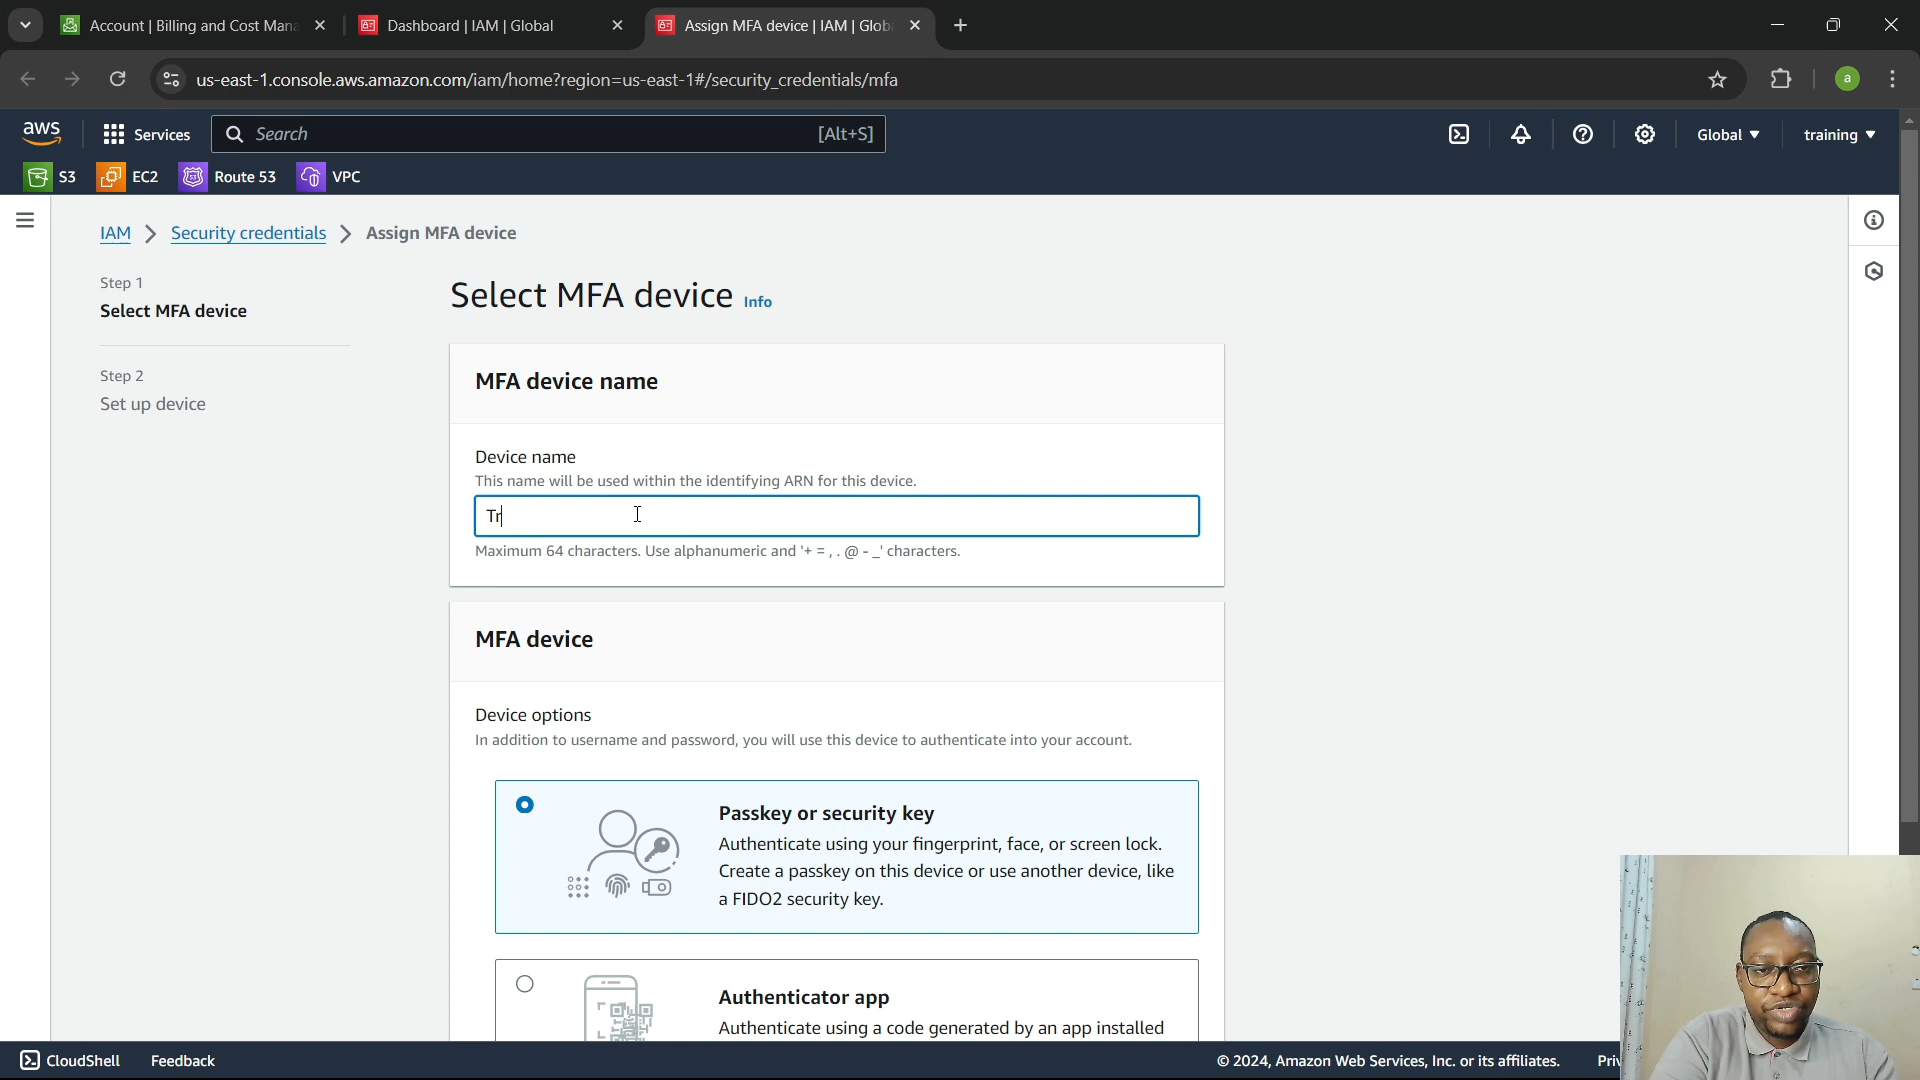 Account | Billing and Cost Mana
Dashboard | IAM | Global
Assign MFA device | IAM | Glob
us-east-1.console.aws.amazon.com/iam/home?region=us-east-1#/security_credentials/mfa
a
aws
Services
Search
[Alt+S]
Global
training
S3
EC2
Route 53
VPC
IAM
Security credentials
Assign MFA device
Step 1
Select MFA device
Step 2
Set up device
Select MFA device Info
MFA device name
Device name
This name will be used within the identifying ARN for this device.
Tr
Maximum 64 characters. Use alphanumeric and '+ = , . @ - _' characters.
MFA device
Device options
In addition to username and password, you will use this device to authenticate into your account.
Passkey or security key
Authenticate using your fingerprint, face, or screen lock.
Create a passkey on this device or use another device, like
a FIDO2 security key.
Authenticator app
Authenticate using a code generated by an app installed
CloudShell
Feedback
© 2024, Amazon Web Services, Inc. or its affiliates.
Pri